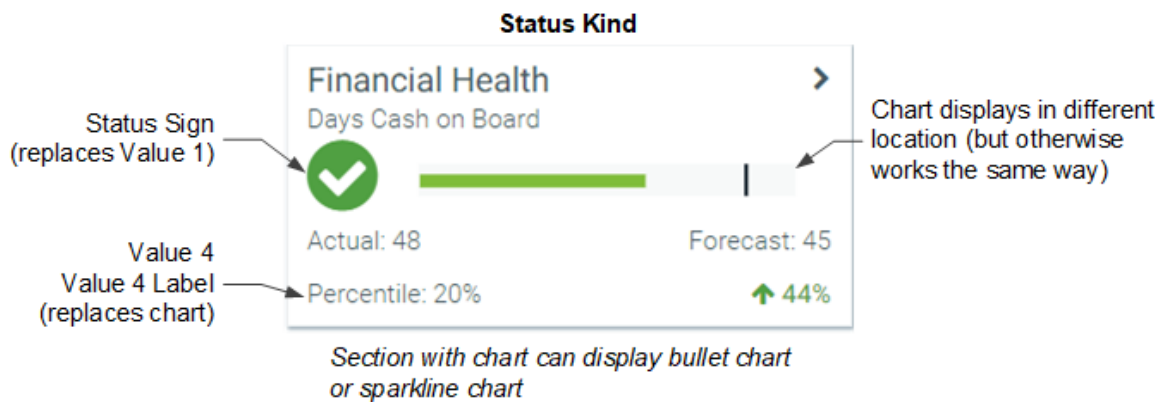 Status Kind
Financial Health
Days Cash on Board
Status Sign
(replaces Value 1)
Chart displays in different
location (but otherwise
works the same way)
Actual: 48
Forecast: 45
Value 4
Value 4 Label
(replaces chart)
Percentile: 20%
44%
Section with chart can display bullet chart
or sparkline chart